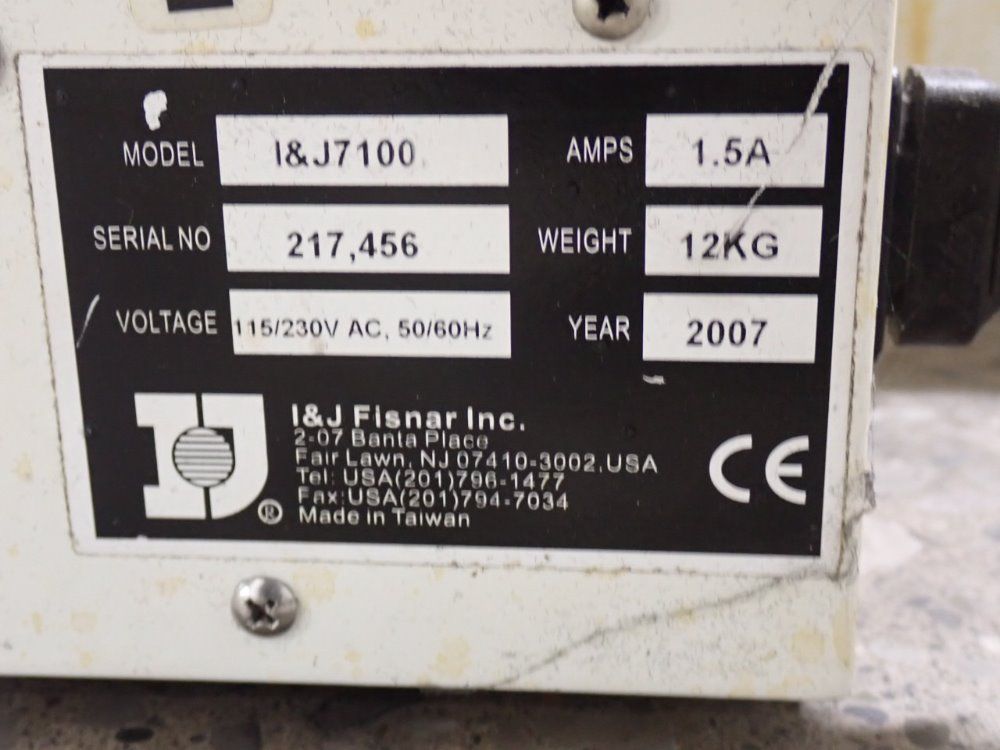 MODEL I&J7100 AMPS 1.5A
SERIAL NO 217,456 WEIGHT 12KG
VOLTAGE 115/230V AC, 50/60Hz YEAR 2007
IJ ®
I&J Fisnar Inc.
2-07 Banta Place
Fair Lawn, NJ 07410-3002,USA
Tel: USA(201)796-1477
Fax:USA(201)794-7034
Made in Taiwan
CE